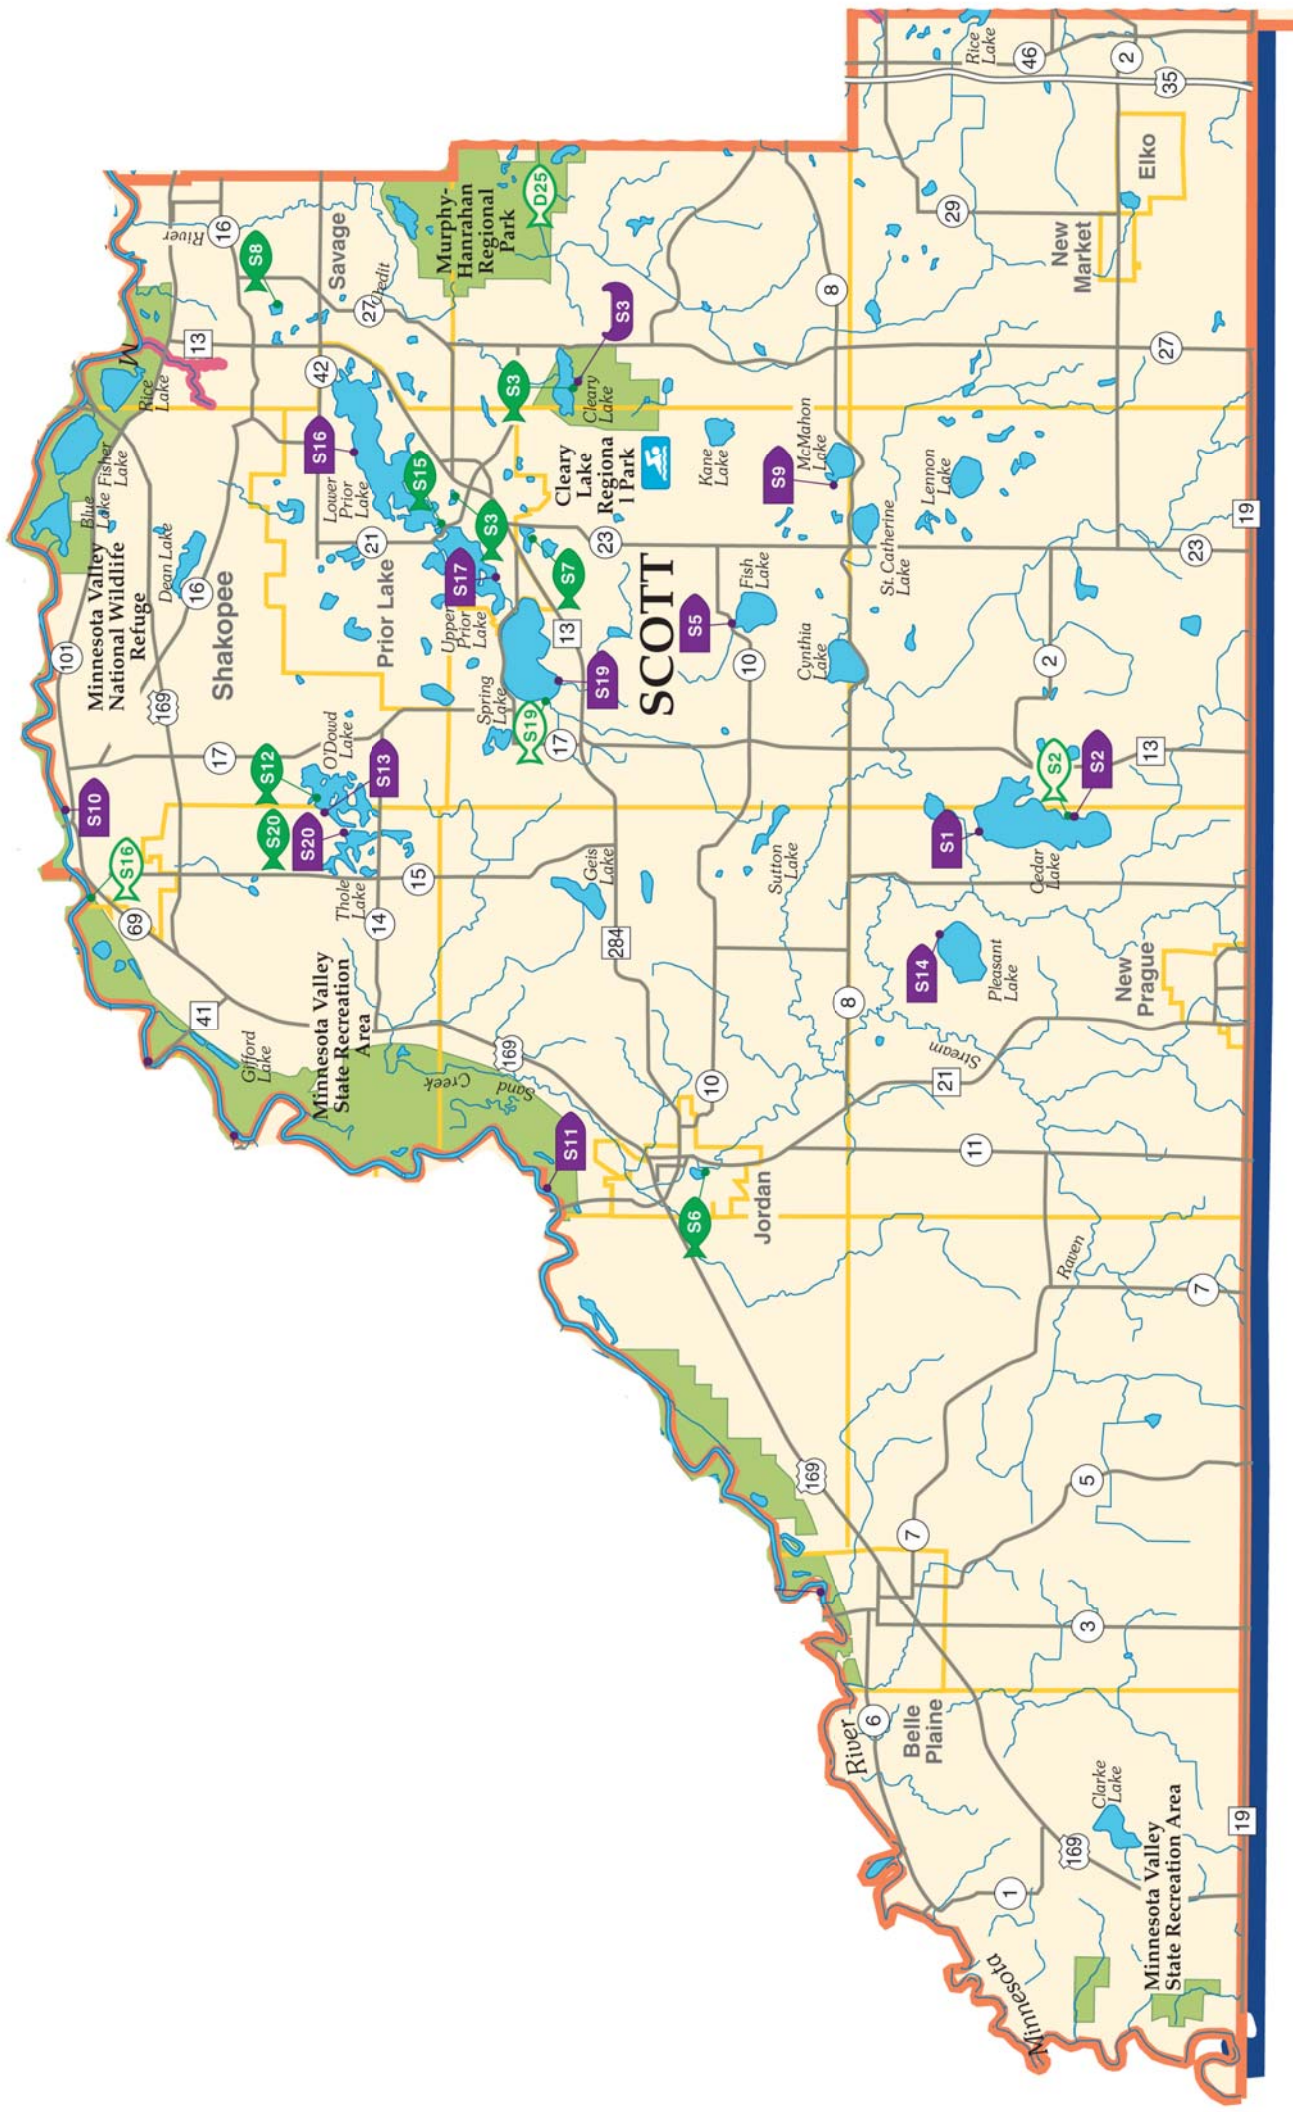 101
Minnesota Valley
National Wildlife
Refuge
Blue
Lake
Fisher
Lake
Rice
Lake
M
S10
S16
69
169
Dean Lake
16
13
River
16
41
Shakopee
17
S8
Gifford
Lake
S12
S20
S20
O'Dowd
Lake
S13
Lower
Prior
Lake
S16
42
Savage
Minnesota Valley
State Recreation
Area
Thole
Lake
14
15
21
27
Credit
Prior Lake
S15
Murphy-
Hanrahan
Regional
Park
Sand
Creek
169
Upper
Prior
Lake
S17
S3
S3
D25
Spring
Lake
S19
17
13
S7
S11
Geis
Lake
284
S19
23
Cleary
Lake
Regiona
l Park
Cleary
Lake
S3
SCOTT
S6
Jordan
10
S5
Fish
Lake
10
Kane
Lake
Sutton
Lake
S9
McMahon
Lake
Cynthia
Lake
8
169
8
St. Catherine
Lake
River
6
7
Belle
Plaine
S14
S1
Lennon
Lake
29
Rice
Lake
21
Stream
11
Pleasant
Lake
Minnesota
1
Cedar
Lake
S2
S2
2
46
New
Market
Raven
3
5
169
Clarke
Lake
New
Prague
13
2
Elko
35
Minnesota Valley
State Recreation Area
7
23
27
19
19